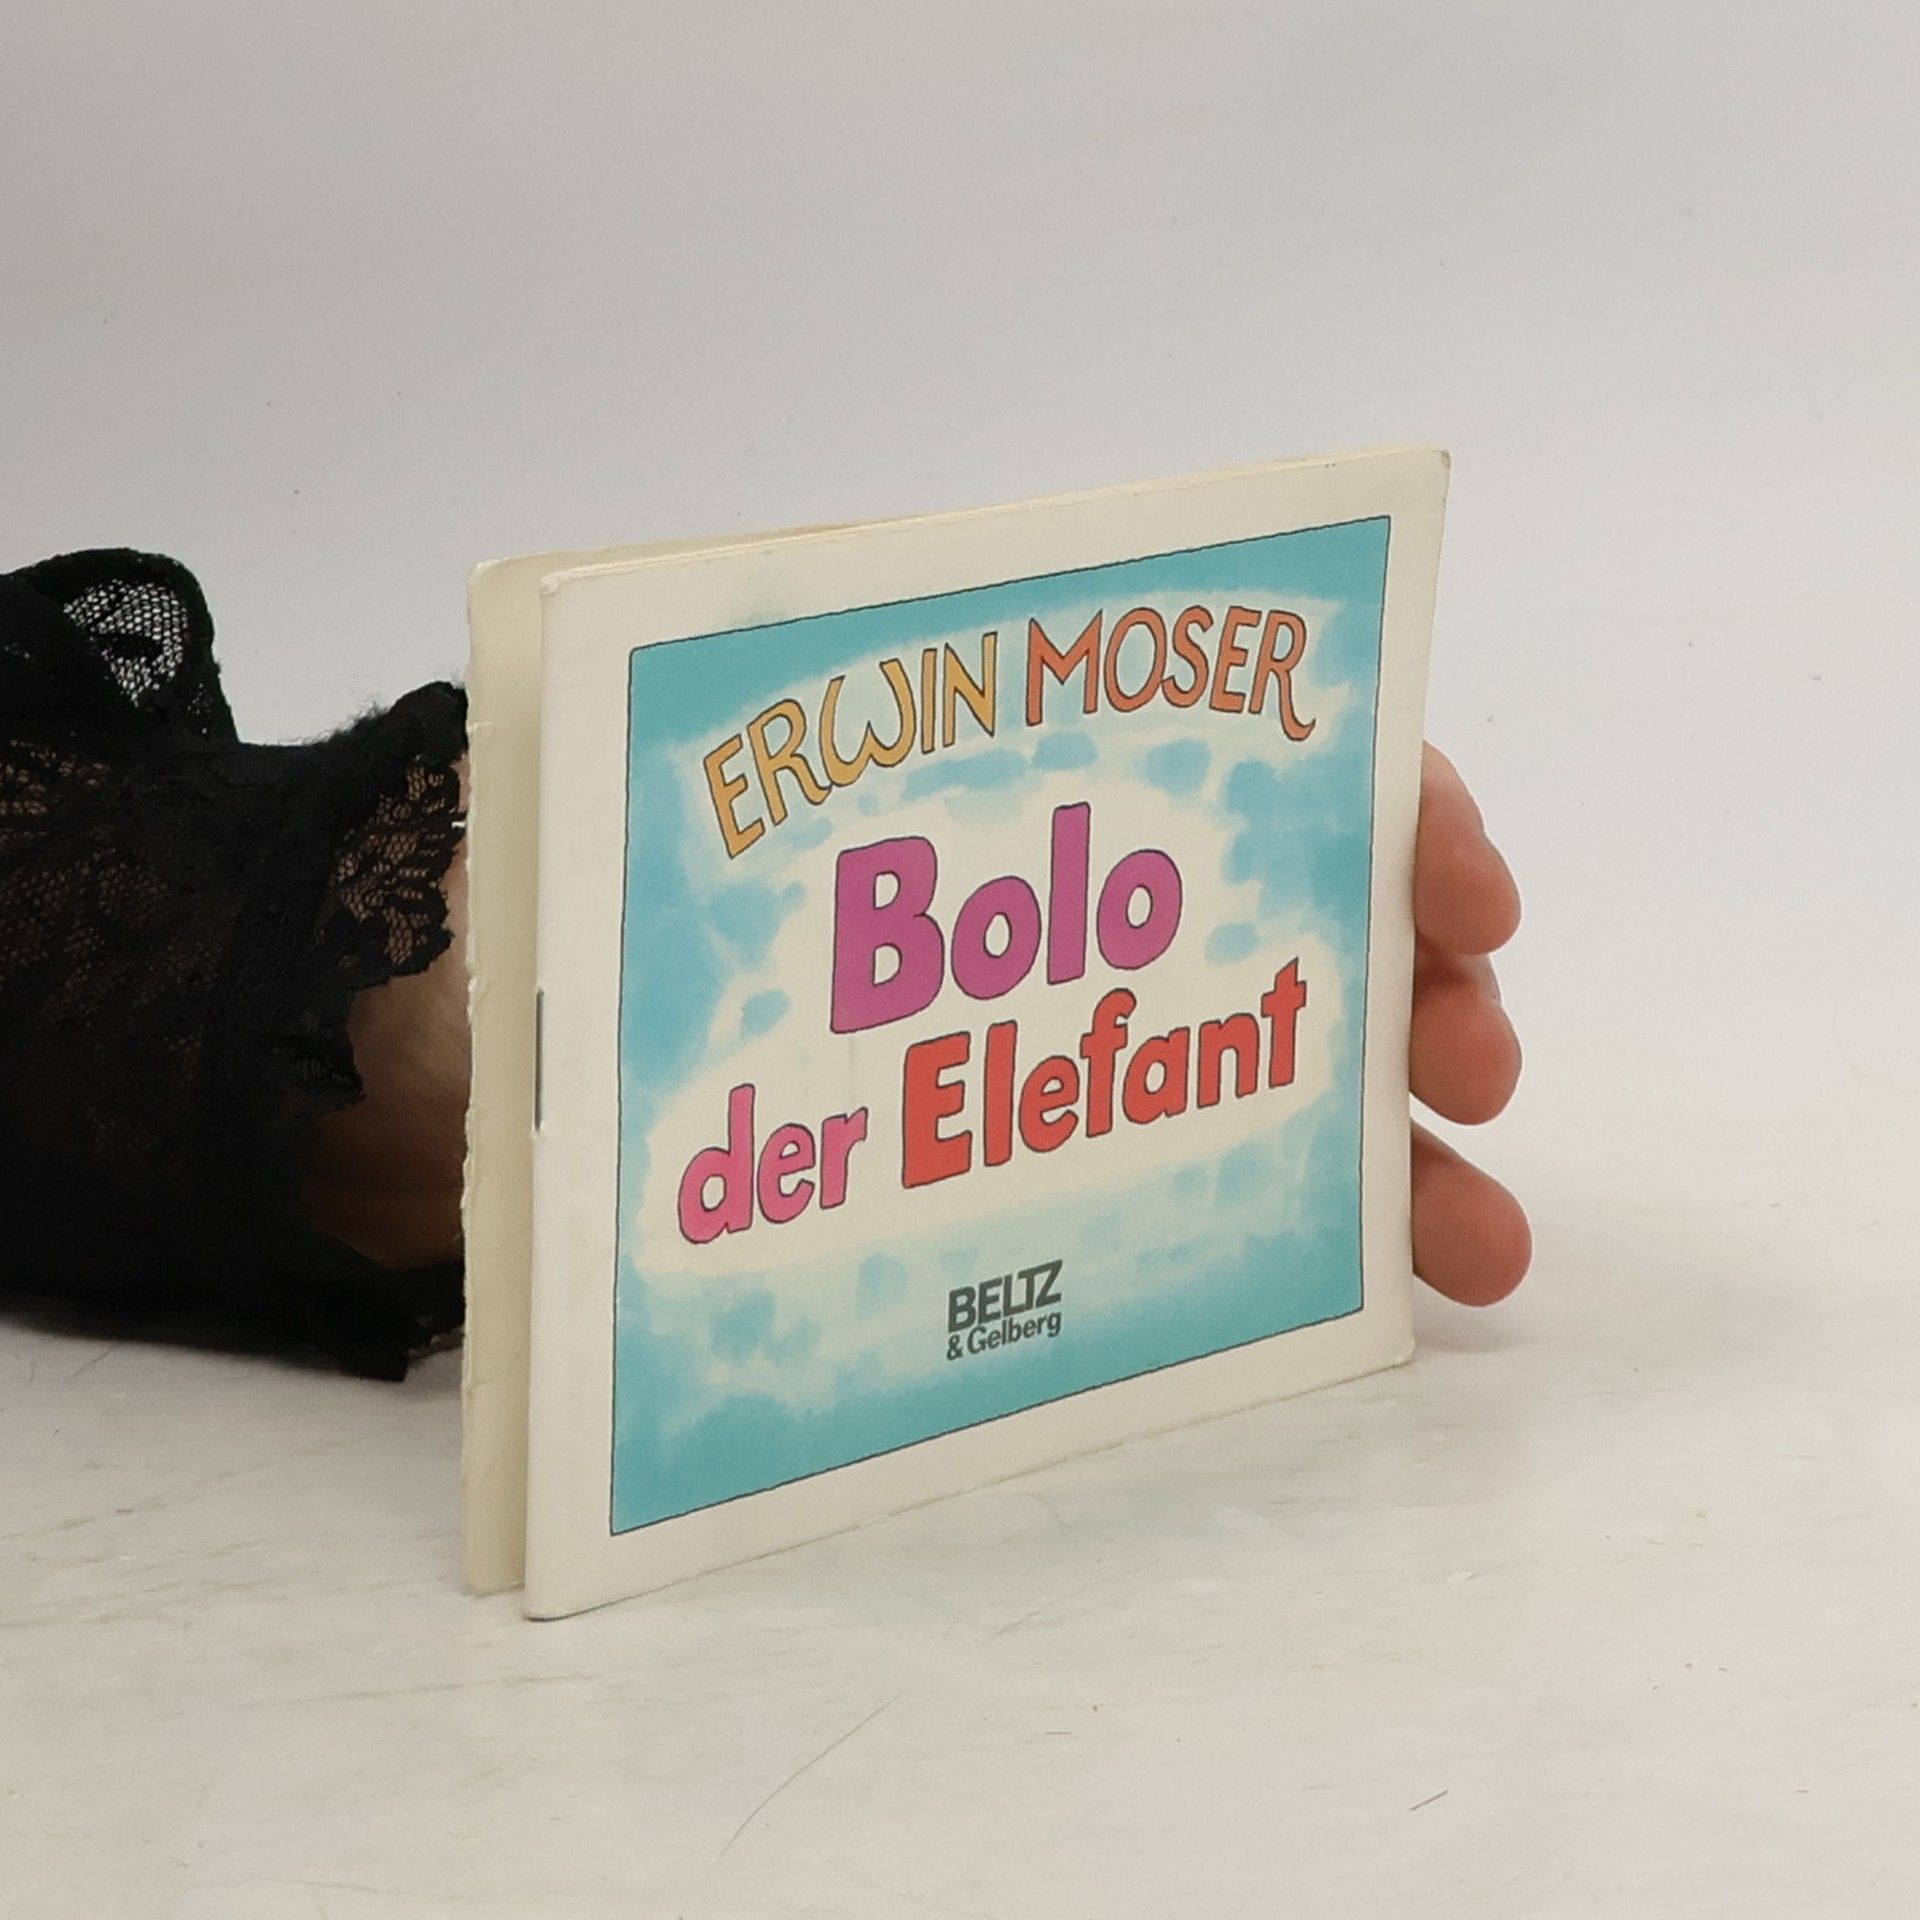 ERWIN MOSER
Bolo
der Elefant
BELTZ
& Gelberg